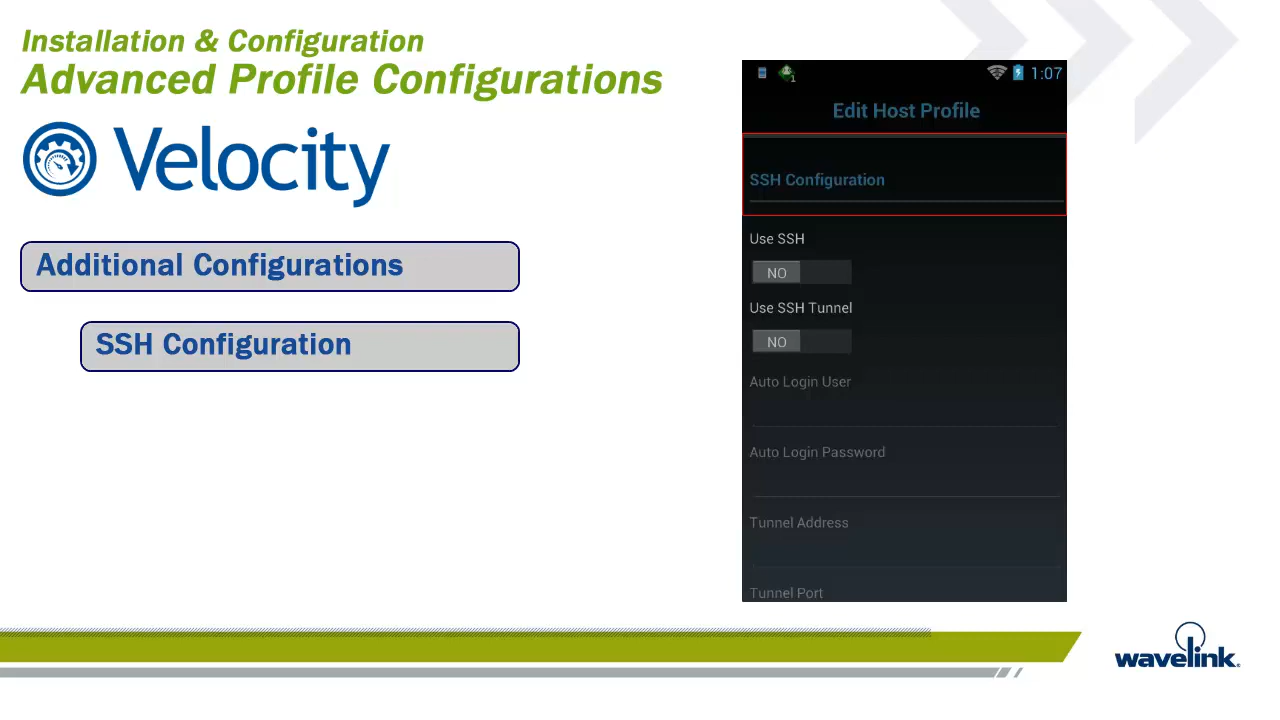 Installation & Configuration
Advanced Profile Configurations
Velocity
Additional Configurations
SSH Configuration
1
1:07
Edit Host Profile
SSH Configuration
Use SSH
NO
Use SSH Tunnel
NO
Auto Login User
Auto Login Password
Tunnel Address
Tunnel Port
wavelink